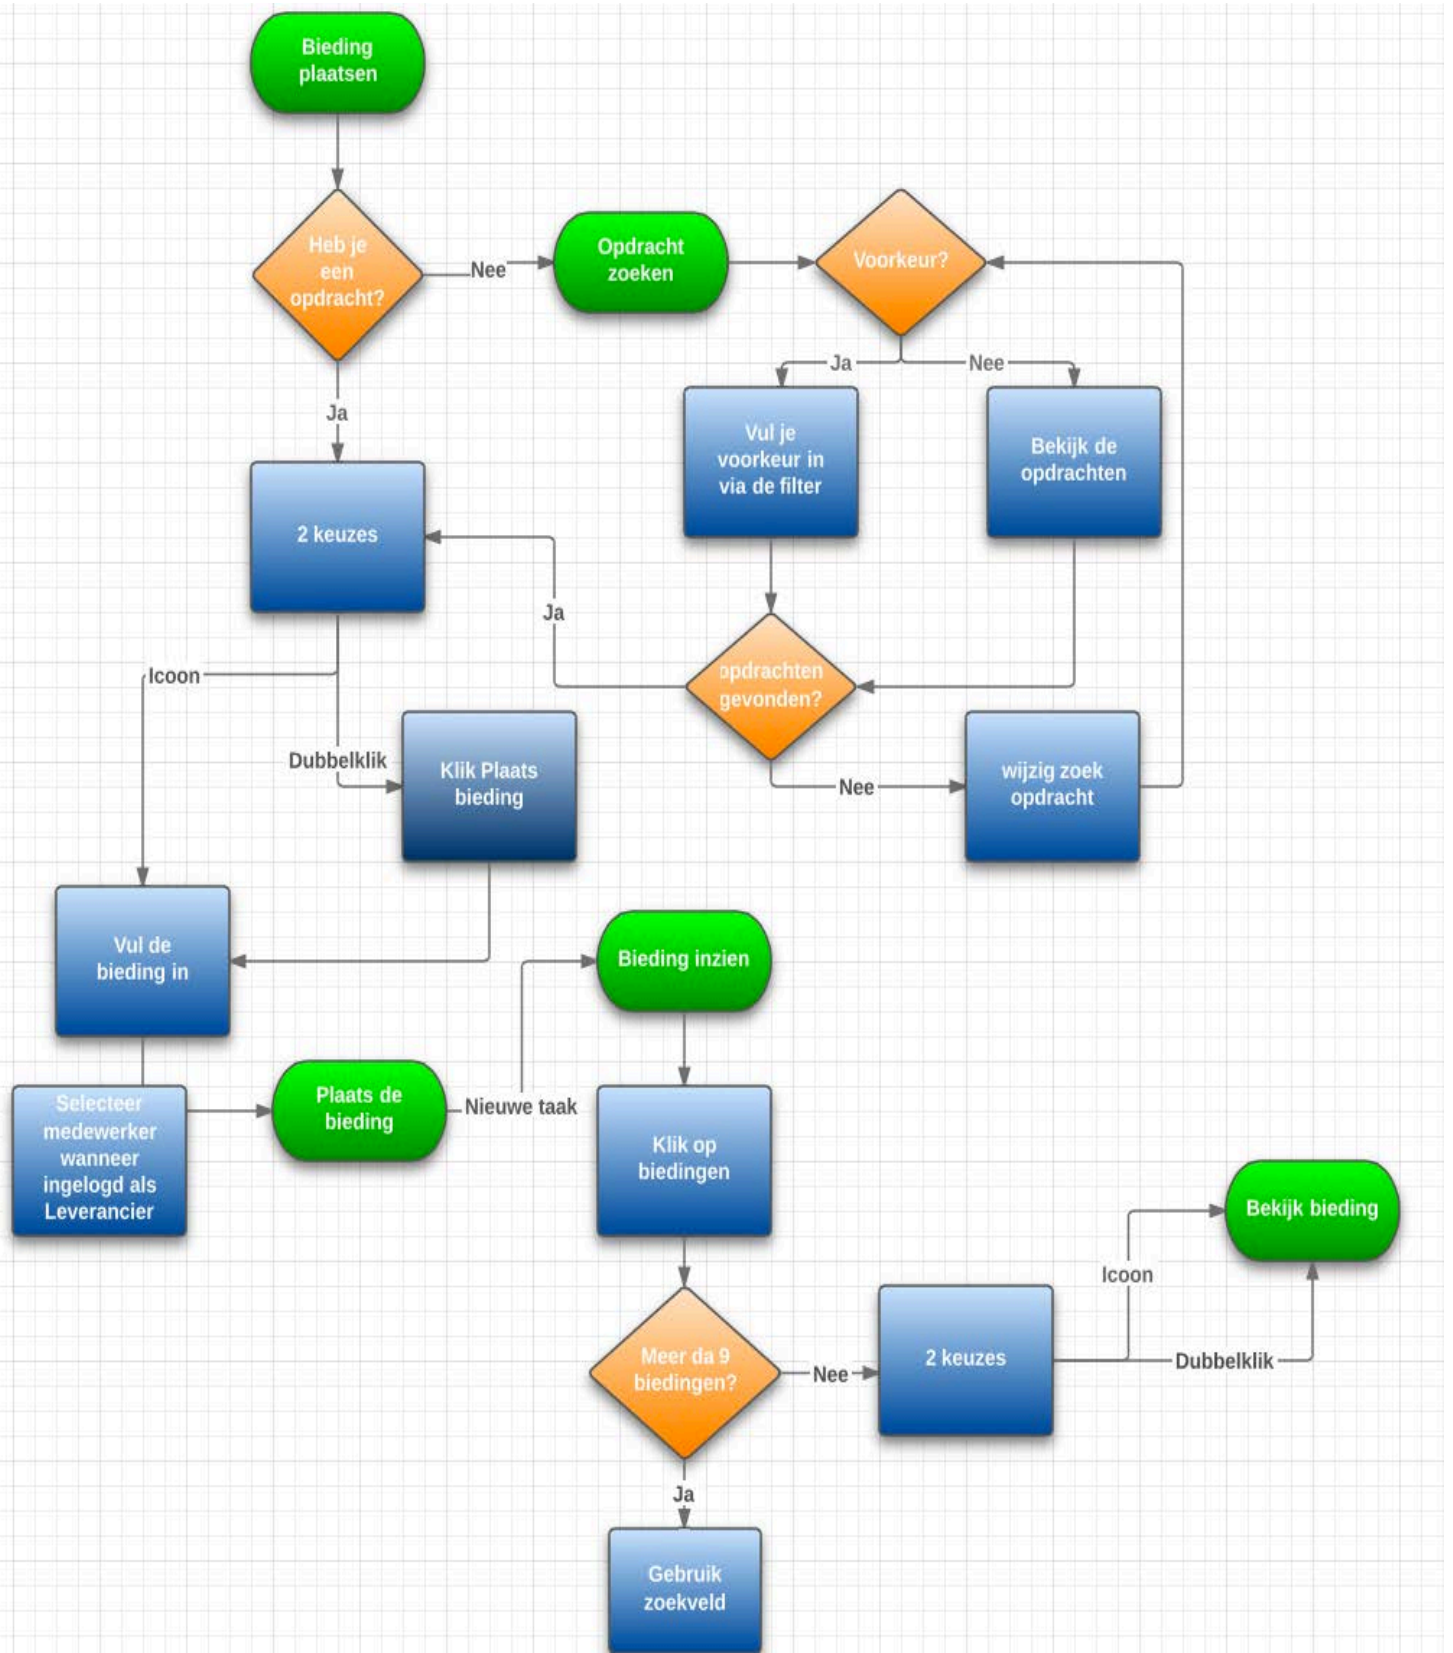 Bieding
plaatsen
Heb je
een
opdracht?
Nee
Opdracht
zoeken
Voorkeur?
Ja
Nee
Ja
Vul je
voorkeur in
via de filter
Bekijk de
opdrachten
2 keuzes
Ja
opdrachten
gevonden?
Icoon
Dubbelklik
Klik Plaats
bieding
Nee
wijzig zoek
opdracht
Vul de
bieding in
Bieding inzien
Selecteer
medewerker
wanneer
ingelogd als
Leverancier
Plaats de
bieding
Nieuwe taak
Klik op
biedingen
Bekijk bieding
Icoon
Meer da 9
biedingen?
Nee
2 keuzes
Dubbelklik
Ja
Gebruik
zoekveld